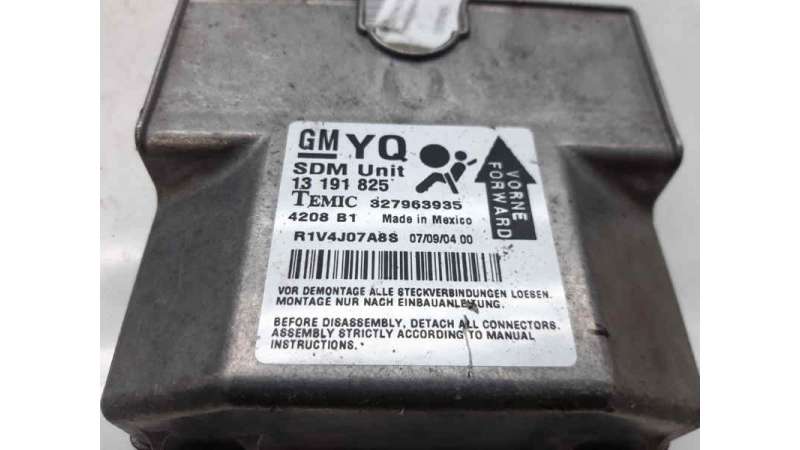 GM YQ
SDM Unit
13 191 825
TEMIC 327963935
4208 B1 Made in Mexico
R1V4J07A8S 07/09/04 00
VORNE
FORWARD
VOR DEMONTAGE ALLE STECKVERBINDUNGEN LOESEN.
MONTAGE NUR NACH EINBAUANLEITUNG.
BEFORE DISASSEMBLY, DETACH ALL CONNECTORS.
ASSEMBLY STRICTLY ACCORDING TO MANUAL
INSTRUCTIONS.